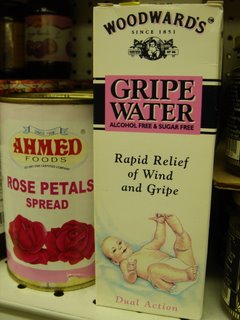 WOODWARD'S
SINCE 1851
GRIPE
WATER
ALCOHOL FREE & SUGAR FREE
Rapid Relief
of Wind
and Gripe
Dual Action
AHMED
FOODS
ROSE PETALS
SPREAD